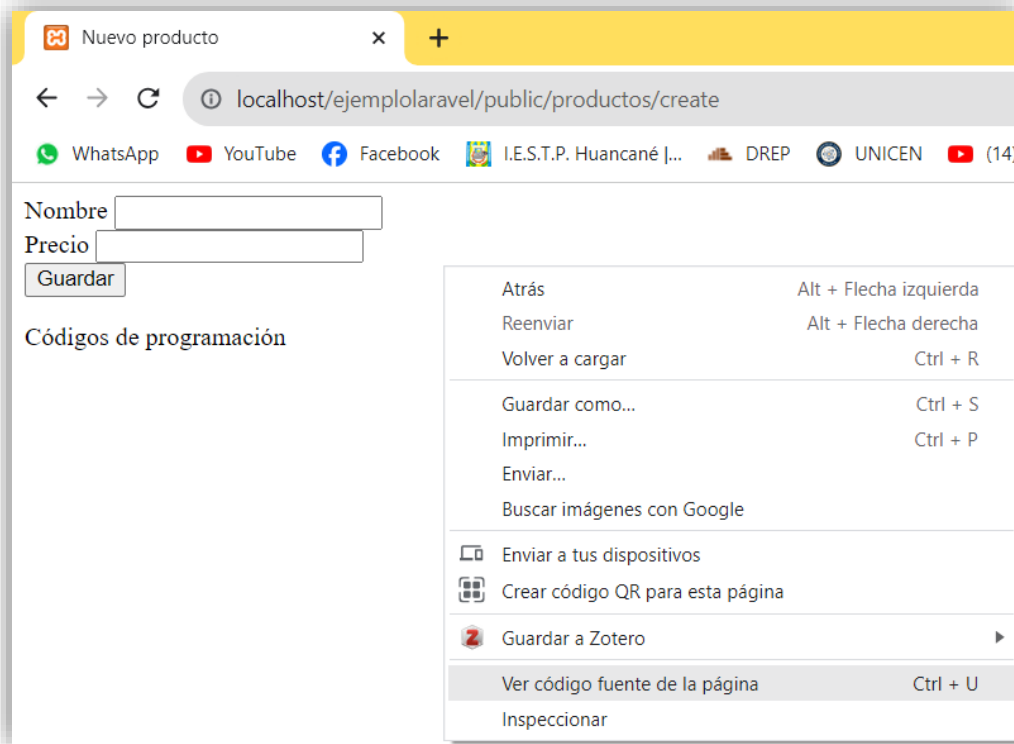 Nuevo producto
localhost/ejemplolaravel/public/productos/create
WhatsApp YouTube Facebook I.E.S.T.P. Huancané |... DREP UNICEN (14)
Nombre
Precio
Guardar
Códigos de programación
Atrás Alt + Flecha izquierda
Reenviar Alt + Flecha derecha
Volver a cargar Ctrl + R
Guardar como... Ctrl + S
Imprimir... Ctrl + P
Enviar...
Buscar imágenes con Google
Enviar a tus dispositivos
Crear código QR para esta página
Z Guardar a Zotero
Ver código fuente de la página Ctrl + U
Inspeccionar